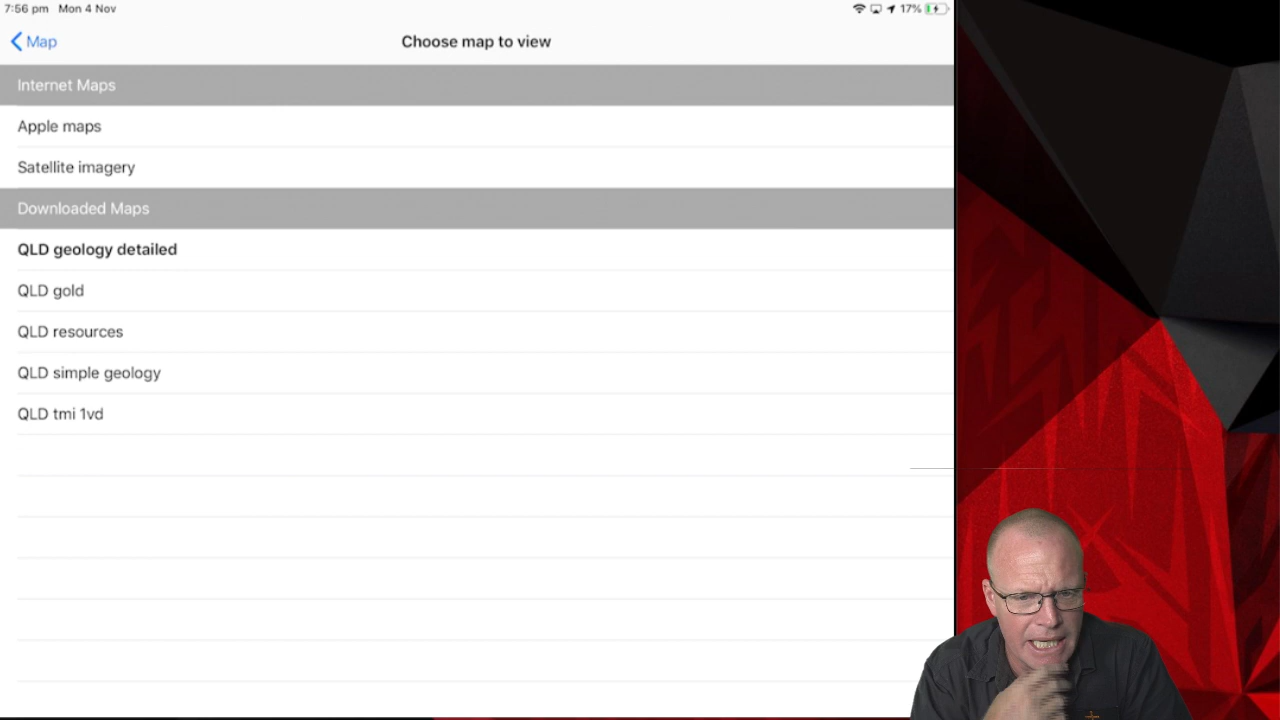 7:56 pm Mon 4 Nov 17%
Map
Choose map to view
Internet Maps
Apple maps
Satellite imagery
Downloaded Maps
QLD geology detailed
QLD gold
QLD resources
QLD simple geology
QLD tmi 1vd